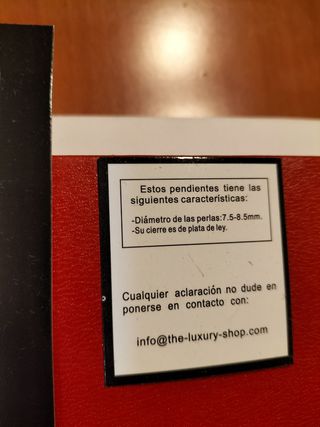 Estos pendientes tiene las
siguientes características:
-Diámetro de las perlas:7.5-8.5mm.
-Su cierre es de plata de ley.
Cualquier aclaración no dude en
ponerse en contacto con:
info@the-luxury-shop.com